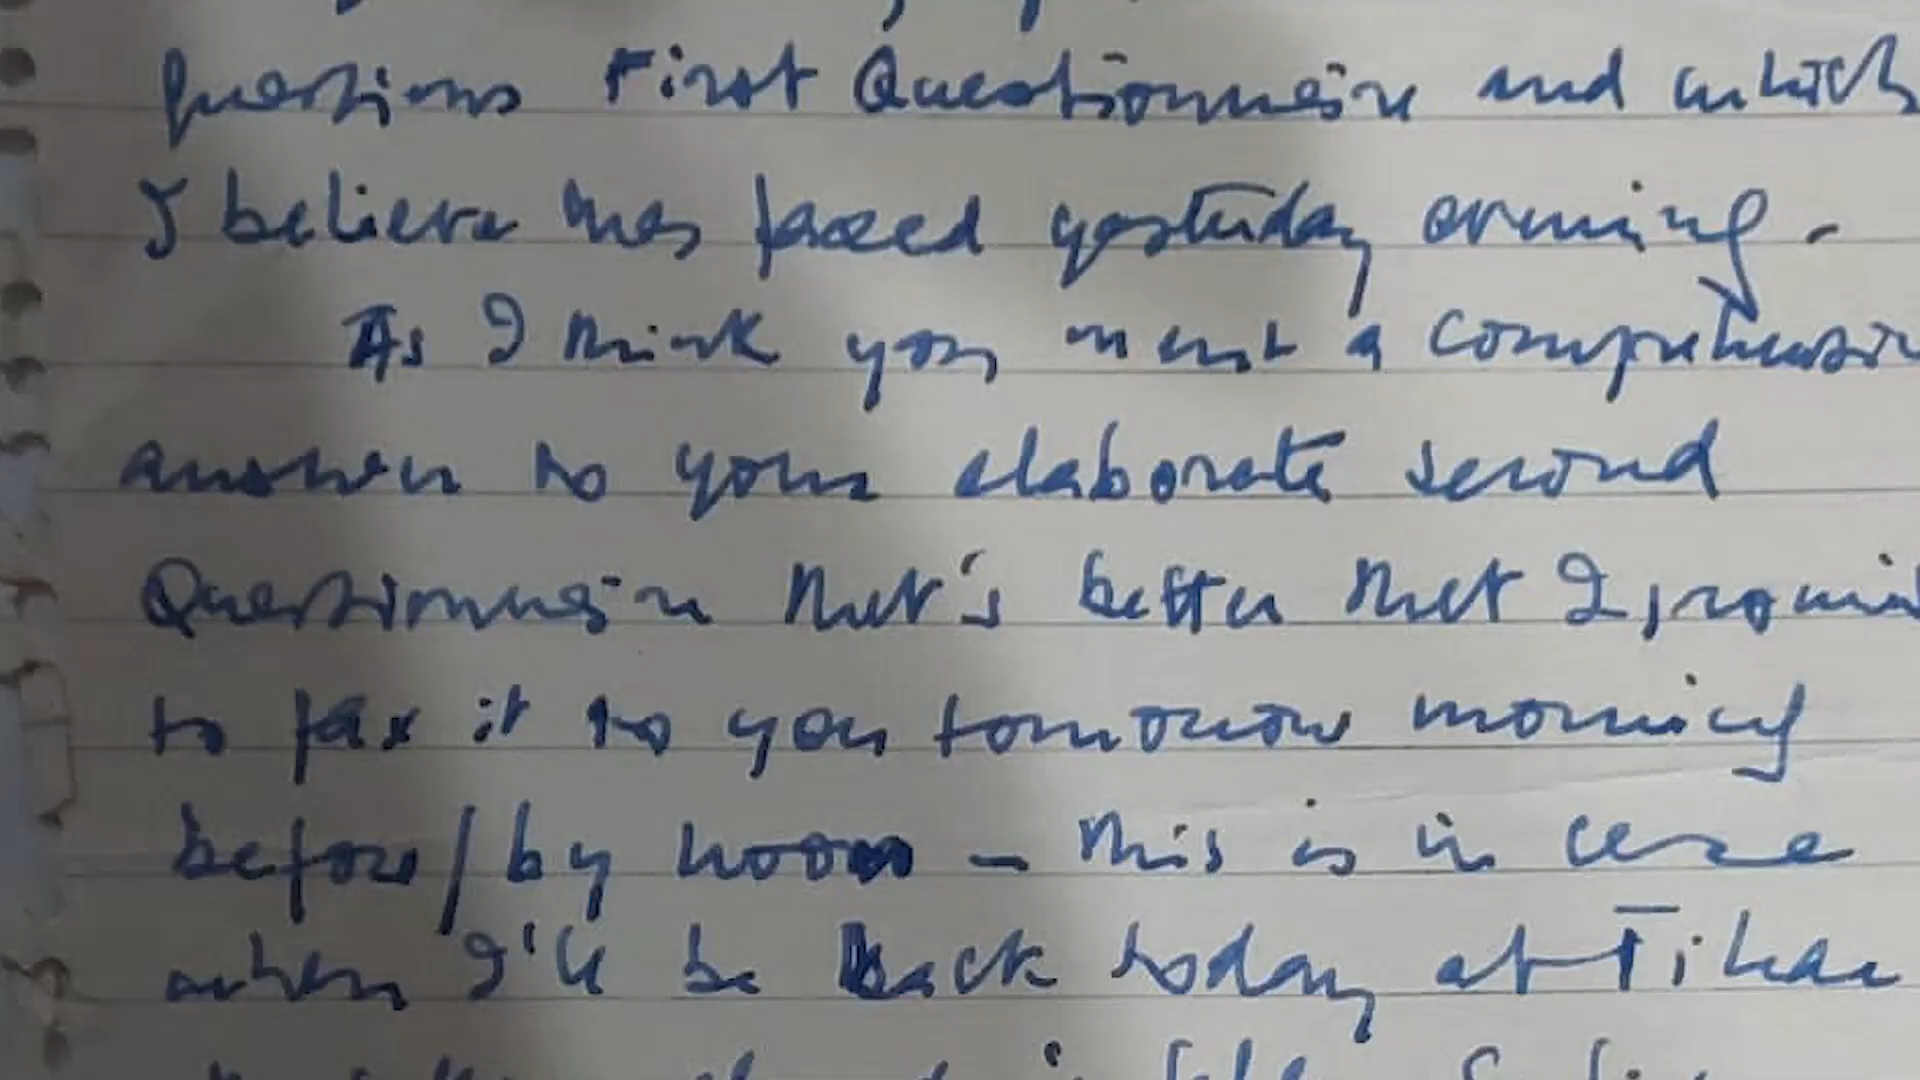 questions First Questionnaire and which
I believe was faxed yesterday evening.
As I think you want a comprehensive
answer to your elaborate second
Questionnaire that's better that I,
to fax it to you tomorrow morning
before/by noon - this is in case
when I'll be back today at Tihar